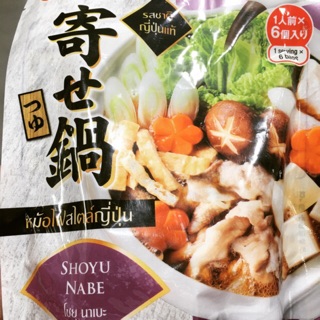 รสชาติ
ญี่ปุ่นแท้
1人前×
6個入り
1 serving ×
寄せ鍋
つゆ
หม้อไฟสไตล์ญี่ปุ่น
SHOYU
NABE
โชยุ นาเบะ